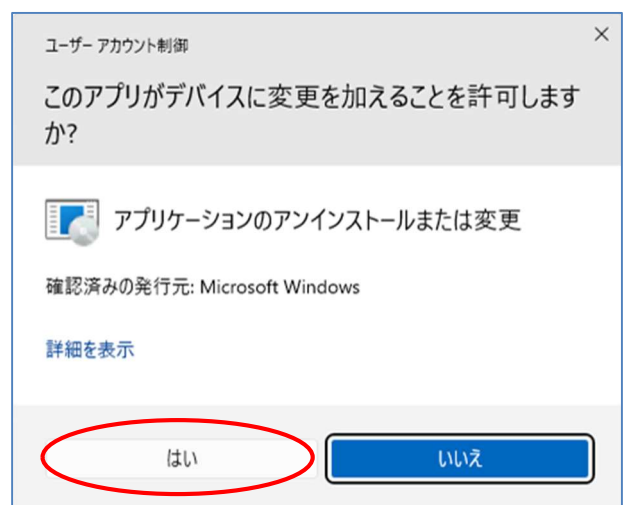 ユーザー アカウント制御
×
このアプリがデバイスに変更を加えることを許可します
か?
アプリケーションのアンインストールまたは変更
確認済みの発行元: Microsoft Windows
詳細を表示
はい
いいえ